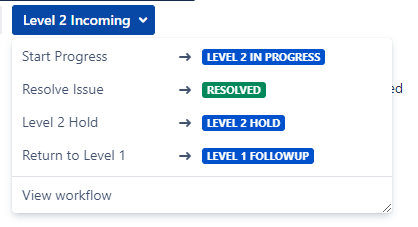 Level 2 Incoming
Start Progress → LEVEL 2 IN PROGRESS
Resolve Issue → RESOLVED
Level 2 Hold → LEVEL 2 HOLD
Return to Level 1 → LEVEL 1 FOLLOWUP
View workflow